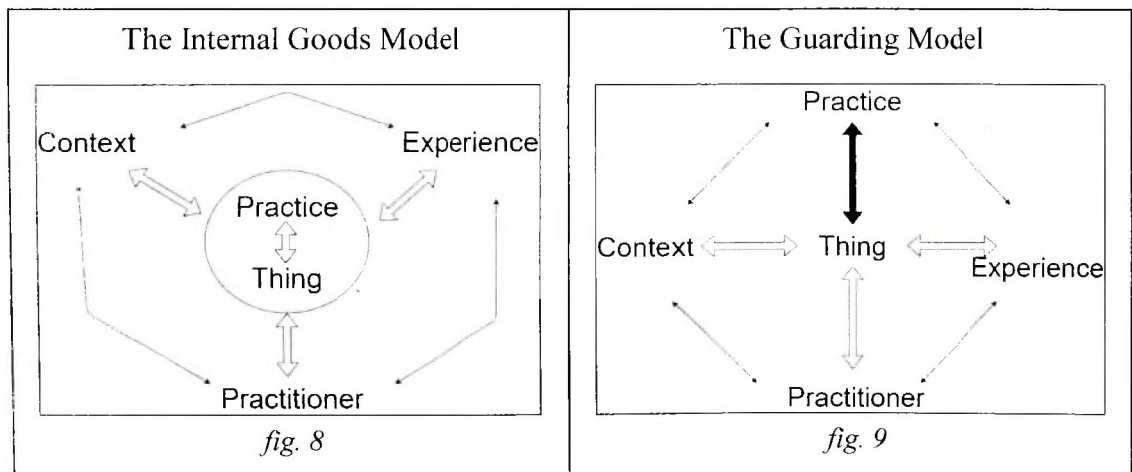 The Internal Goods Model
Context
Experience
Practice
Thing
Practitioner
fig. 8
The Guarding Model
Practice
Context
Thing
Experience
Practitioner
fig. 9